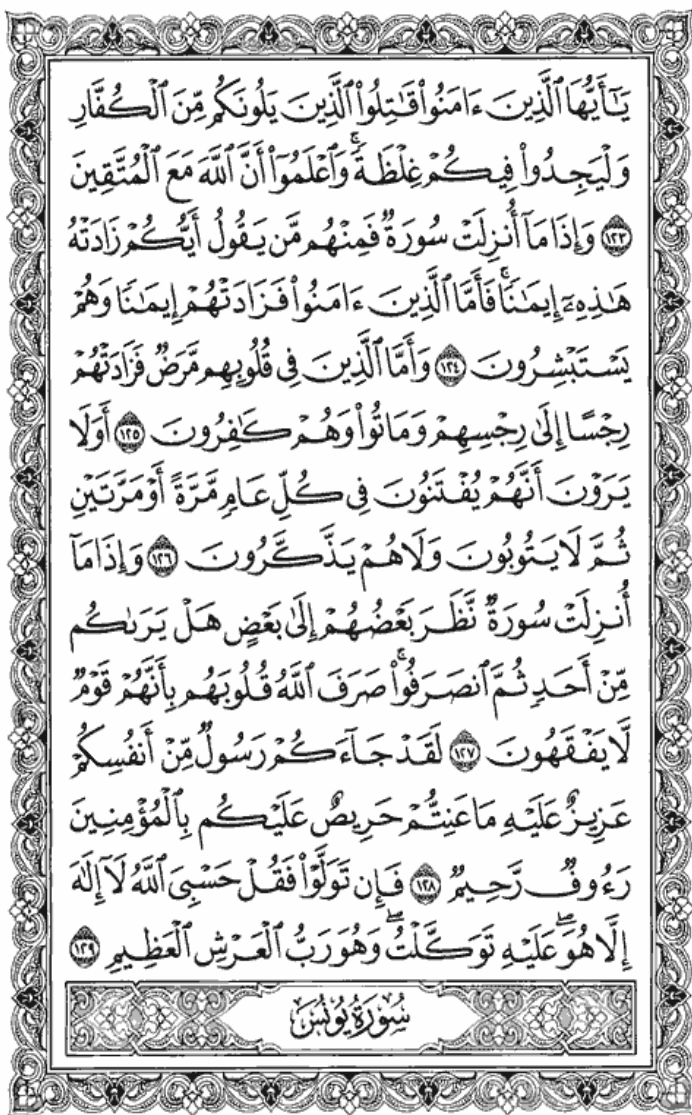 يَـٰٓأَيُّهَا ٱلَّذِينَ ءَامَنُوا۟ قَـٰتِلُوا۟ ٱلَّذِينَ يَلُونَكُم مِّنَ ٱلْكُفَّارِ
وَلْيَجِدُوا۟ فِيكُمْ غِلْظَةً ۚ وَٱعْلَمُوٓا۟ أَنَّ ٱللَّهَ مَعَ ٱلْمُتَّقِينَ
١٢٣ وَإِذَا مَآ أُنزِلَتْ سُورَةٌ فَمِنْهُم مَّن يَقُولُ أَيُّكُمْ زَادَتْهُ
هَـٰذِهِۦٓ إِيمَـٰنًا ۚ فَأَمَّا ٱلَّذِينَ ءَامَنُوا۟ فَزَادَتْهُمْ إِيمَـٰنًا وَهُمْ
يَسْتَبْشِرُونَ ١٢٤ وَأَمَّا ٱلَّذِينَ فِى قُلُوبِهِم مَّرَضٌ فَزَادَتْهُمْ
رِجْسًا إِلَىٰ رِجْسِهِمْ وَمَاتُوا۟ وَهُمْ كَـٰفِرُونَ ١٢٥ أَوَلَا
يَرَوْنَ أَنَّهُمْ يُفْتَنُونَ فِى كُلِّ عَامٍ مَّرَّةً أَوْ مَرَّتَيْنِ
ثُمَّ لَا يَتُوبُونَ وَلَا هُمْ يَذَّكَّرُونَ ١٢٦ وَإِذَا مَآ
أُنزِلَتْ سُورَةٌ نَّظَرَ بَعْضُهُمْ إِلَىٰ بَعْضٍ هَلْ يَرَىٰكُم
مِّنْ أَحَدٍ ثُمَّ ٱنصَرَفُوا۟ ۚ صَرَفَ ٱللَّهُ قُلُوبَهُم بِأَنَّهُمْ قَوْمٌ
لَّا يَفْقَهُونَ ١٢٧ لَقَدْ جَآءَكُمْ رَسُولٌ مِّنْ أَنفُسِكُمْ
عَزِيزٌ عَلَيْهِ مَا عَنِتُّمْ حَرِيصٌ عَلَيْكُم بِٱلْمُؤْمِنِينَ
رَءُوفٌ رَّحِيمٌ ١٢٨ فَإِن تَوَلَّوْا۟ فَقُلْ حَسْبِىَ ٱللَّهُ لَآ إِلَـٰهَ
إِلَّا هُوَ ۖ عَلَيْهِ تَوَكَّلْتُ ۖ وَهُوَ رَبُّ ٱلْعَرْشِ ٱلْعَظِيمِ ١٢٩
سُورَةُ يُونُسَ